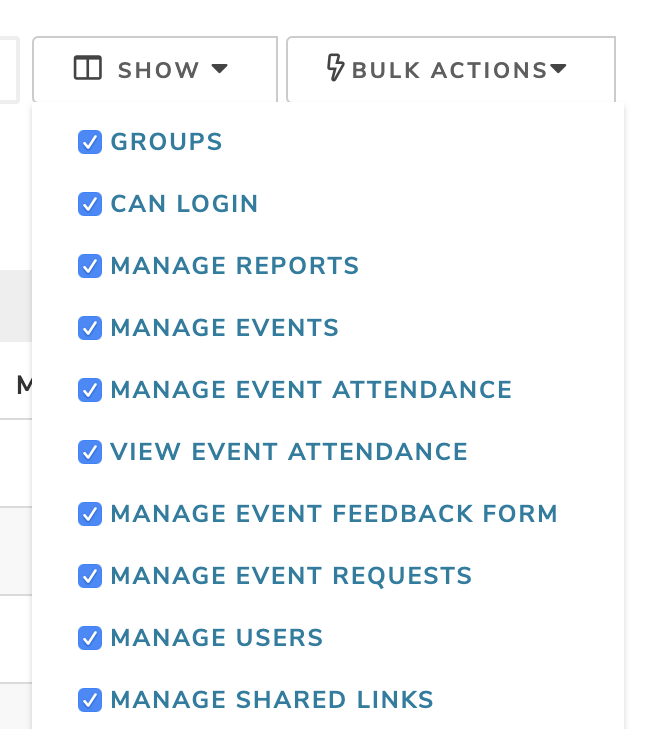 SHOW
BULK ACTIONS
GROUPS
CAN LOGIN
MANAGE REPORTS
MANAGE EVENTS
M
MANAGE EVENT ATTENDANCE
VIEW EVENT ATTENDANCE
MANAGE EVENT FEEDBACK FORM
MANAGE EVENT REQUESTS
MANAGE USERS
MANAGE SHARED LINKS